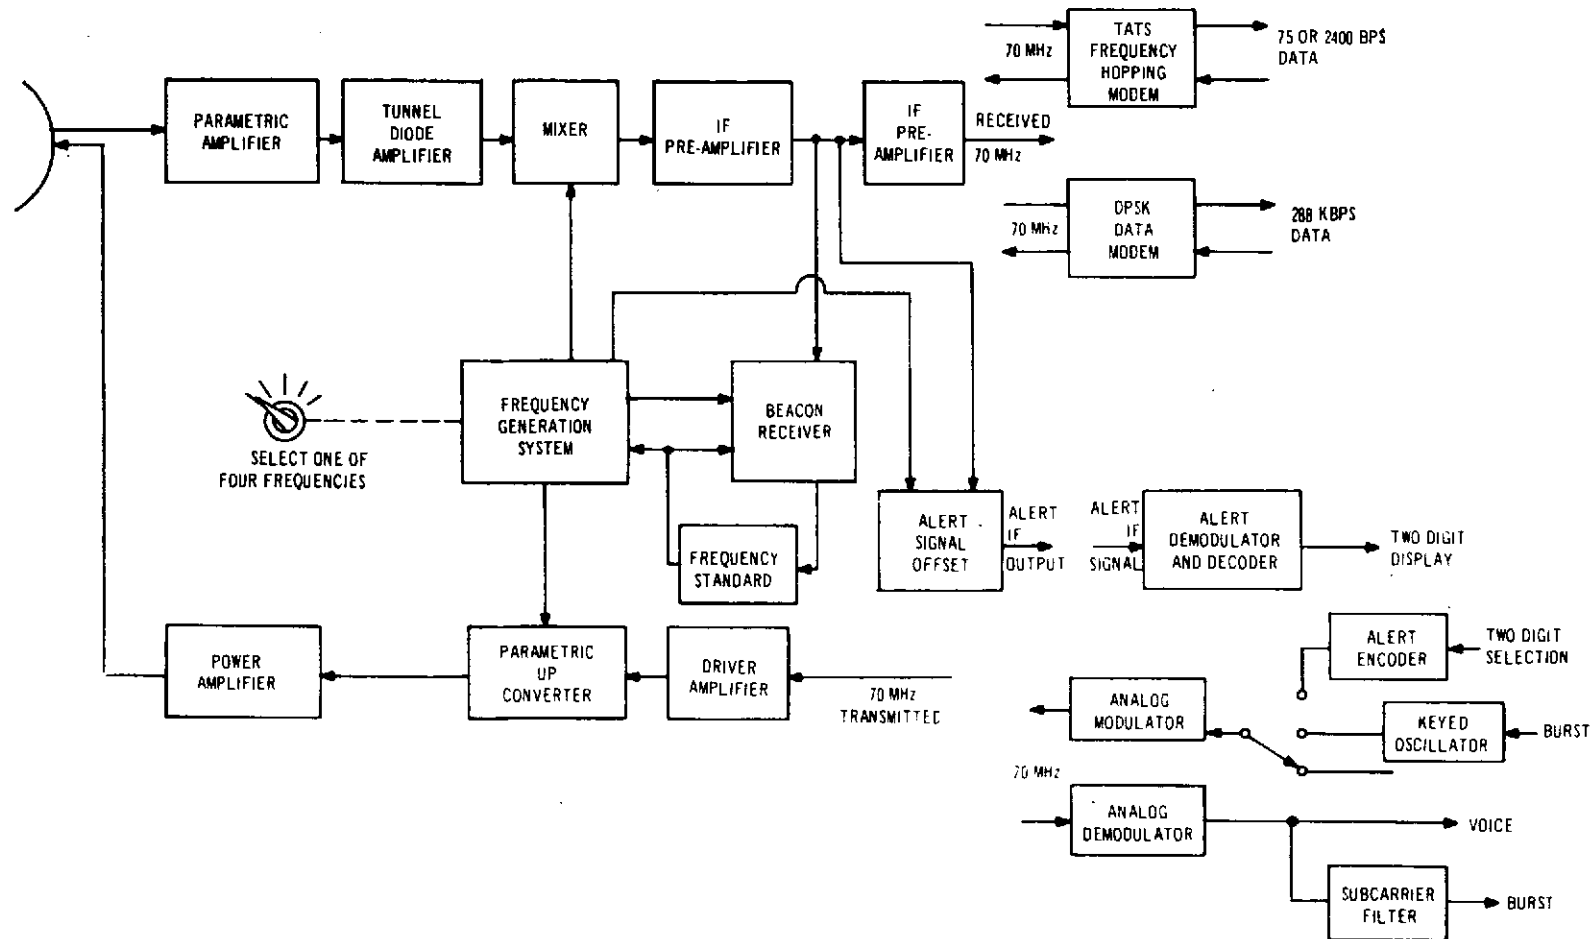 TATS
FREQUENCY
HOPPING
MODEM
70 MHz
75 OR 2400 BPS
DATA
PARAMETRIC
AMPLIFIER
TUNNEL
DIODE
AMPLIFIER
MIXER
IF
PRE-AMPLIFIER
IF
PRE-
AMPLIFIER
RECEIVED
70 MHz
DPSK
DATA
MODEM
70 MHz
288 KBPS
DATA
FREQUENCY
GENERATION
SYSTEM
BEACON
RECEIVER
SELECT ONE OF
FOUR FREQUENCIES
FREQUENCY
STANDARD
ALERT
SIGNAL
OFFSET
ALERT
IF
OUTPUT
ALERT
IF
SIGNAL
ALERT
DEMODULATOR
AND DECODER
TWO DIGIT
DISPLAY
POWER
AMPLIFIER
PARAMETRIC
UP
CONVERTER
DRIVER
AMPLIFIER
70 MHz
TRANSMITTED
ALERT
ENCODER
TWO DIGIT
SELECTION
ANALOG
MODULATOR
KEYED
OSCILLATOR
BURST
70 MHz
ANALOG
DEMODULATOR
VOICE
SUBCARRIER
FILTER
BURST